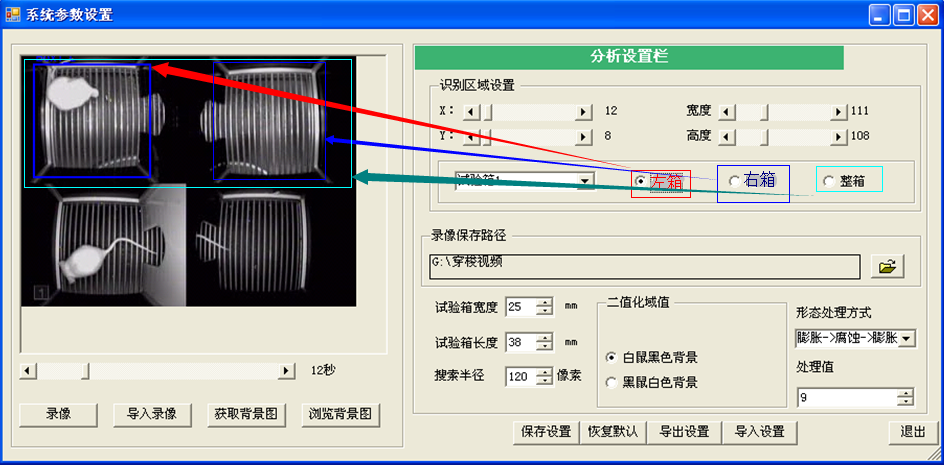 系统参数设置
分析设置栏
识别区域设置
X： 12 宽度 111
Y： 8 高度 108
试验箱1 左箱 右箱 整箱
录像保存路径
G:\穿梭视频
试验箱宽度 25 mm
试验箱长度 38 mm
搜索半径 120 像素
二值化域值
白鼠黑色背景
黑鼠白色背景
形态处理方式
膨胀->腐蚀->膨胀
处理值
9
1
12秒
录像 导入录像 获取背景图 浏览背景图
保存设置 恢复默认 导出设置 导入设置 退出